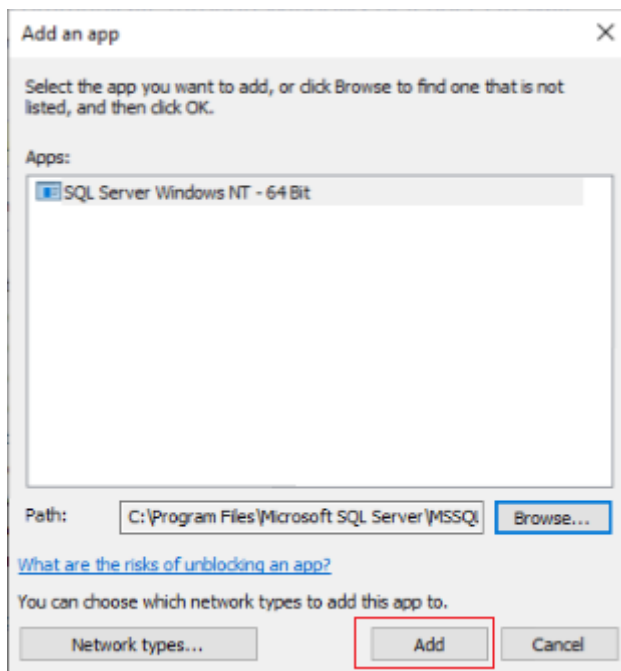 Add an app
Select the app you want to add, or click Browse to find one that is not
listed, and then click OK.
Apps:
SQL Server Windows NT - 64 Bit
Path: C:\Program Files\Microsoft SQL Server\MSSQL Browse...
What are the risks of unblocking an app?
You can choose which network types to add this app to.
Network types... Add Cancel